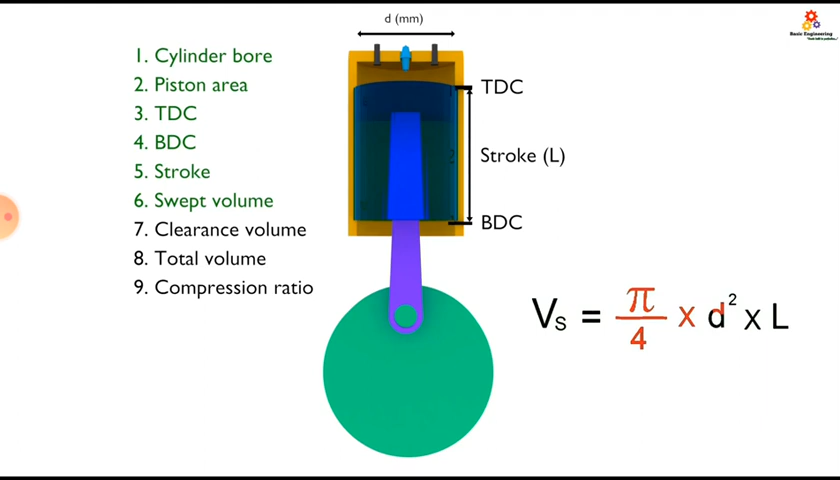 d (mm)
Basic Engineering
1. Cylinder bore
2. Piston area
3. TDC
4. BDC
5. Stroke
6. Swept volume
7. Clearance volume
8. Total volume
9. Compression ratio
TDC
Stroke (L)
BDC
Vs = π/4 x d² x L